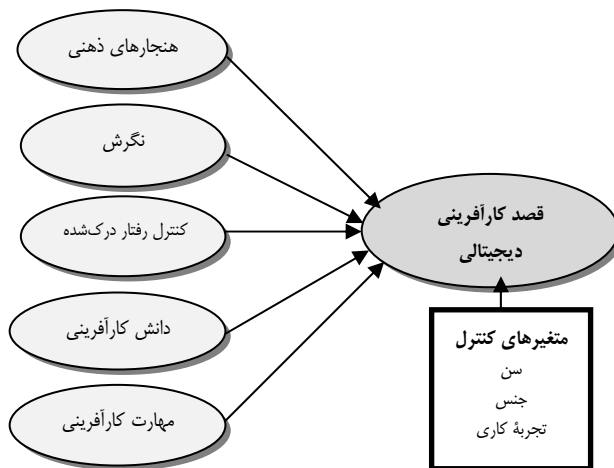 هنجارهای ذهنی
نگرش
کنترل رفتار درک‌شده
دانش کارآفرینی
مهارت کارآفرینی
قصد کارآفرینی
دیجیتالی
متغیرهای کنترل
سن
جنس
تجربهٔ کاری